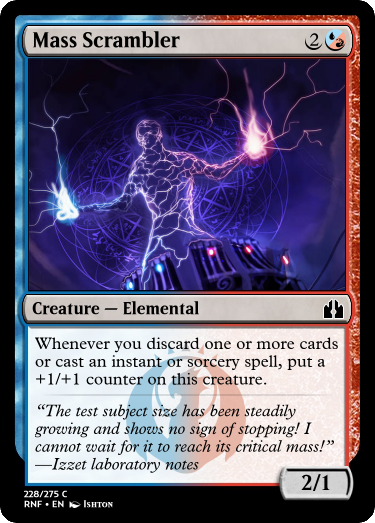 Mass Scrambler 2
Creature — Elemental
Whenever you discard one or more cards
or cast an instant or sorcery spell, put a
+1/+1 counter on this creature.
“The test subject size has been steadily
growing and shows no sign of stopping! I
cannot wait for it to reach its critical mass!”
—Izzet laboratory notes
2/1
228/275 C
RNF • EN Ishton